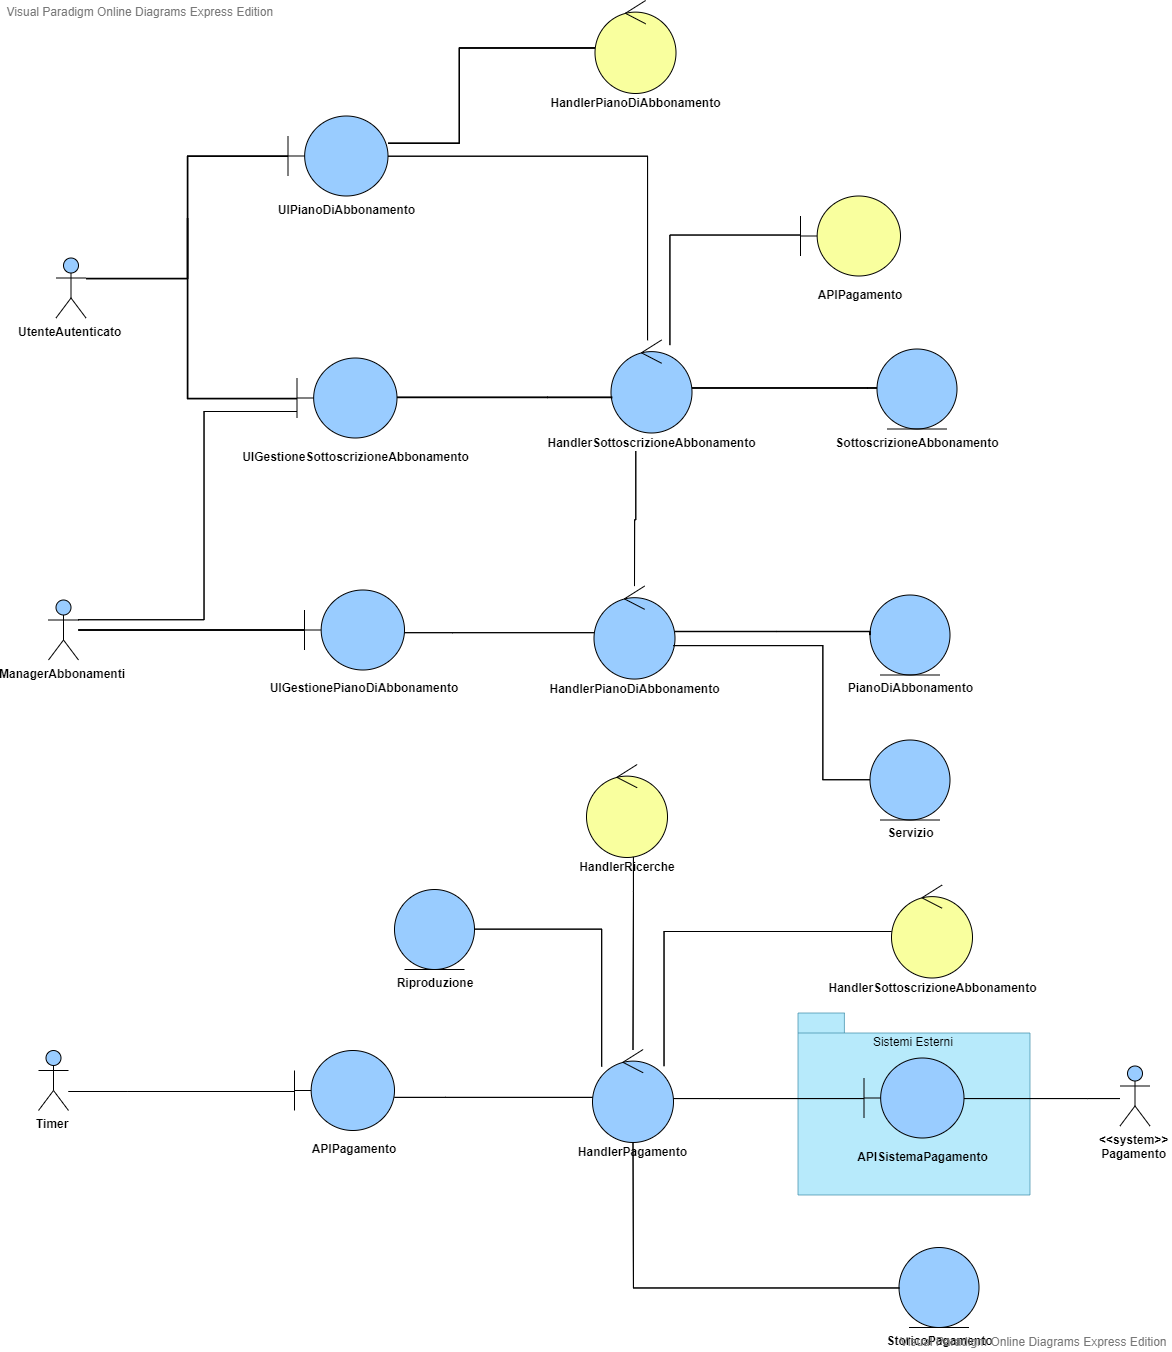 Visual Paradigm Online Diagrams Express Edition
HandlerPianoDiAbbonamento
UIPianoDiAbbonamento
APIPagamento
UtenteAutenticato
HandlerSottoscrizioneAbbonamento
SottoscrizioneAbbonamento
UIGestioneSottoscrizioneAbbonamento
ManagerAbbonamenti
UIGestionePianoDiAbbonamento
HandlerPianoDiAbbonamento
PianoDiAbbonamento
Servizio
HandlerRicerche
Riproduzione
HandlerSottoscrizioneAbbonamento
Sistemi Esterni
Timer
APIPagamento
HandlerPagamento
APISistemaPagamento
<<system>>
Pagamento
StoricoPagamento
Visual Paradigm Online Diagrams Express Edition